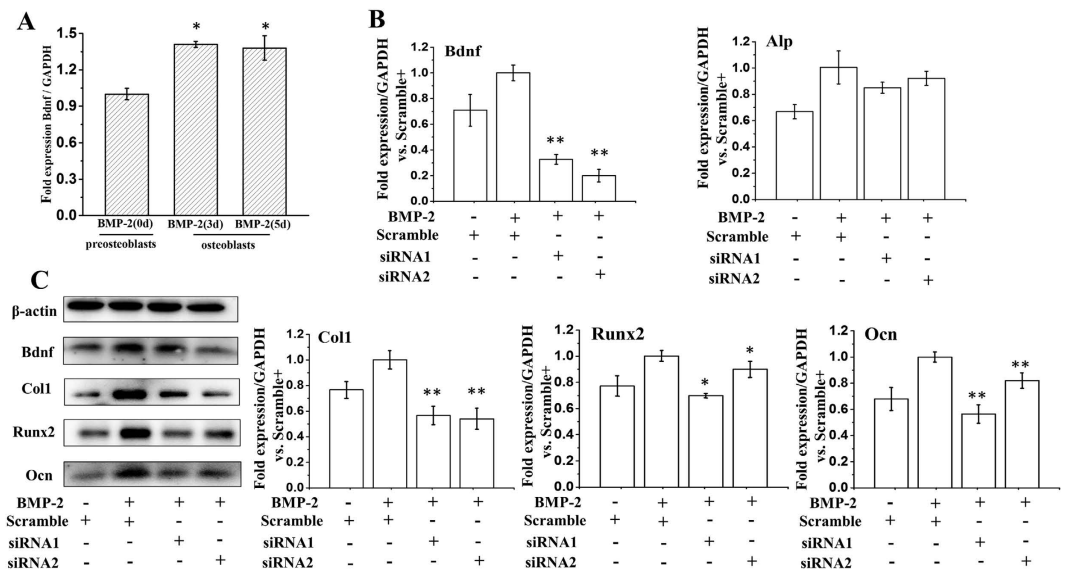 A
Fold expression Bdnf / GAPDH
1.5
1.2
0.9
0.6
0.3
0.0
* *
BMP-2(0d) BMP-2(3d) BMP-2(5d)
preosteoblasts osteoblasts
B
Bdnf
Fold expression/GAPDH
vs. Scramble+
1.4
1.2
1.0
0.8
0.6
0.4
0.2
0.0
** **
BMP-2 - + + +
Scramble + + - -
siRNA1 - - + -
siRNA2 - - - +
Alp
Fold expression/GAPDH
vs. Scramble+
1.4
1.2
1.0
0.8
0.6
0.4
0.2
0.0
BMP-2 - + + +
Scramble + + - -
siRNA1 - - + -
siRNA2 - - - +
C
β-actin
Bdnf
Col1
Runx2
Ocn
BMP-2 - + + +
Scramble + + - -
siRNA1 - - + -
siRNA2 - - - +
Col1
Fold expression/GAPDH
vs. Scramble+
1.2
1.0
0.8
0.6
0.4
0.2
0.0
** **
BMP-2 - + + +
Scramble + + - -
siRNA1 - - + -
siRNA2 - - - +
Runx2
Fold expression/GAPDH
vs. Scramble+
1.2
1.0
0.8
0.6
0.4
0.2
0.0
* *
BMP-2 - + + +
Scramble + + - -
siRNA1 - - + -
siRNA2 - - - +
Ocn
Fold expression/GAPDH
vs. Scramble+
1.2
1.0
0.8
0.6
0.4
0.2
0.0
** **
BMP-2 - + + +
Scramble + + - -
siRNA1 - - + -
siRNA2 - - - +